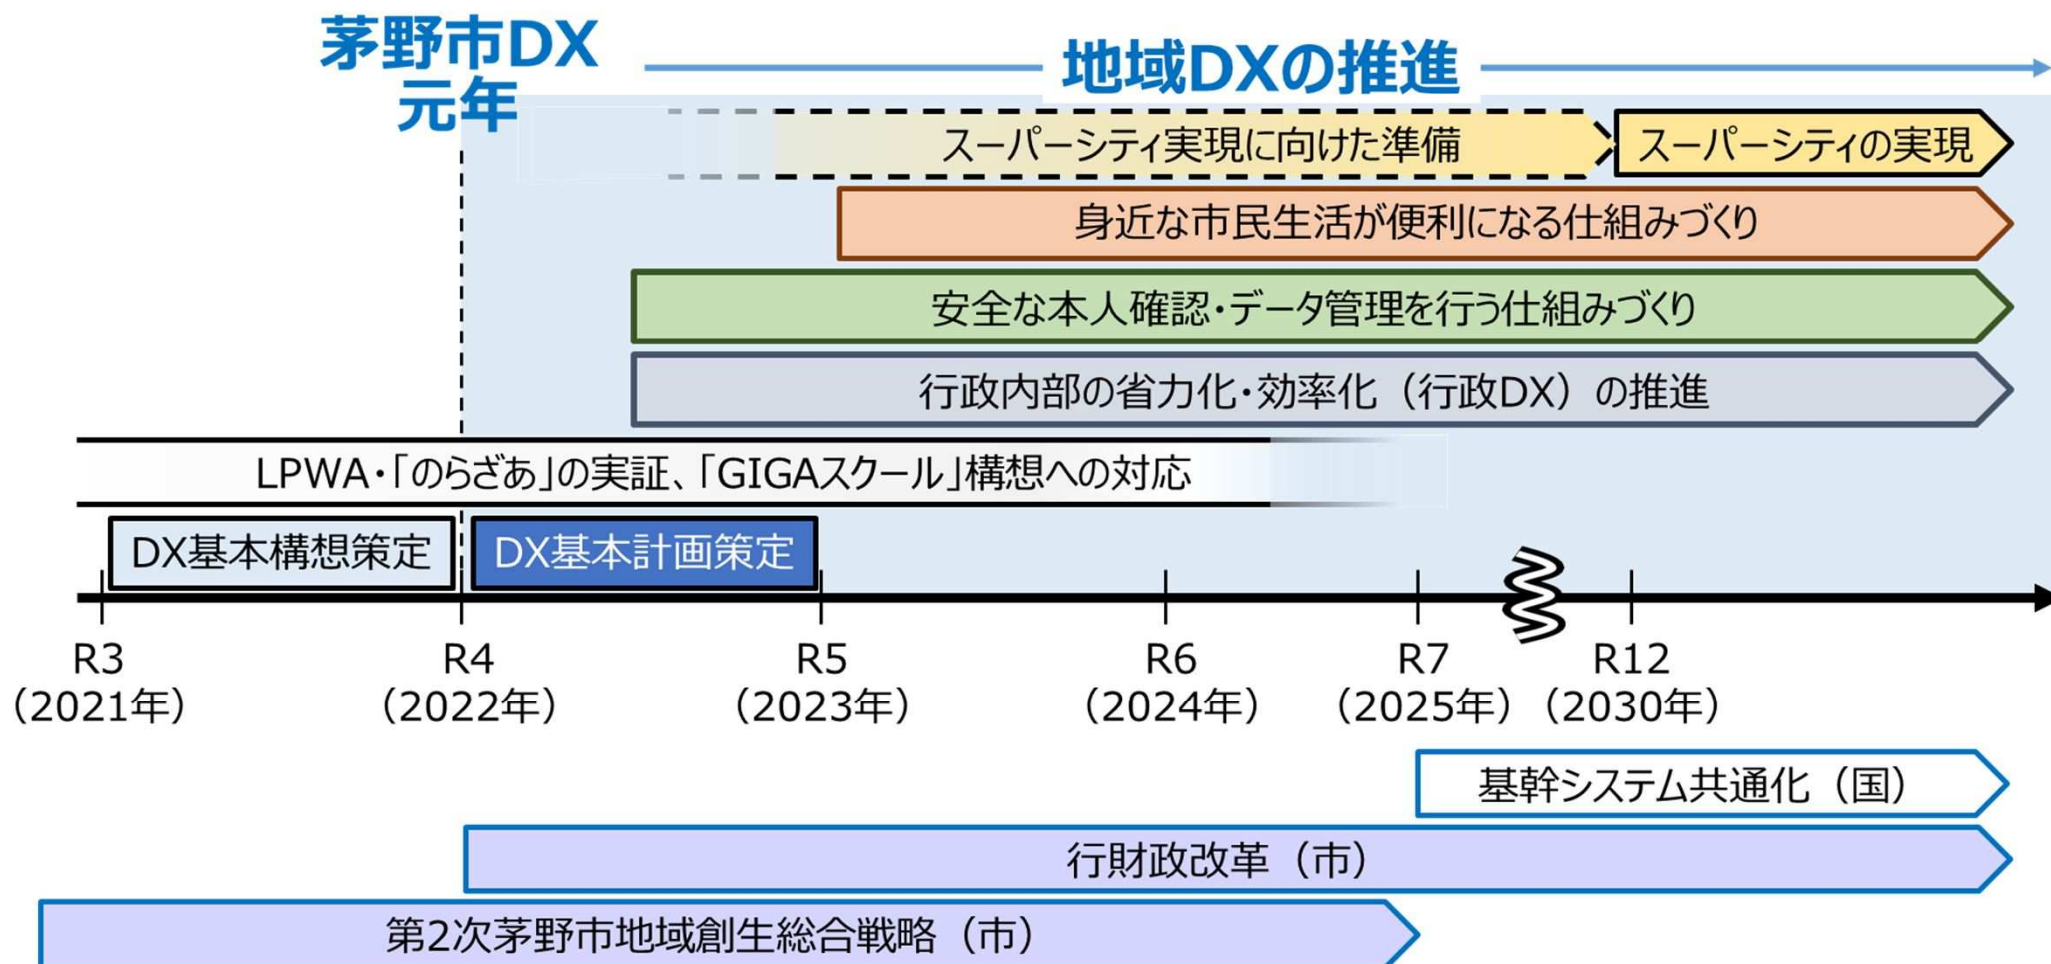 茅野市DX
元年
地域DXの推進
スーパーシティ実現に向けた準備
スーパーシティの実現
身近な市民生活が便利になる仕組みづくり
安全な本人確認・データ管理を行う仕組みづくり
行政内部の省力化・効率化（行政DX）の推進
LPWA・「のらざあ」の実証、「GIGAスクール」構想への対応
DX基本構想策定
DX基本計画策定
R3
（2021年）
R4
（2022年）
R5
（2023年）
R6
（2024年）
R7
（2025年）
R12
（2030年）
基幹システム共通化（国）
行財政改革（市）
第2次茅野市地域創生総合戦略（市）